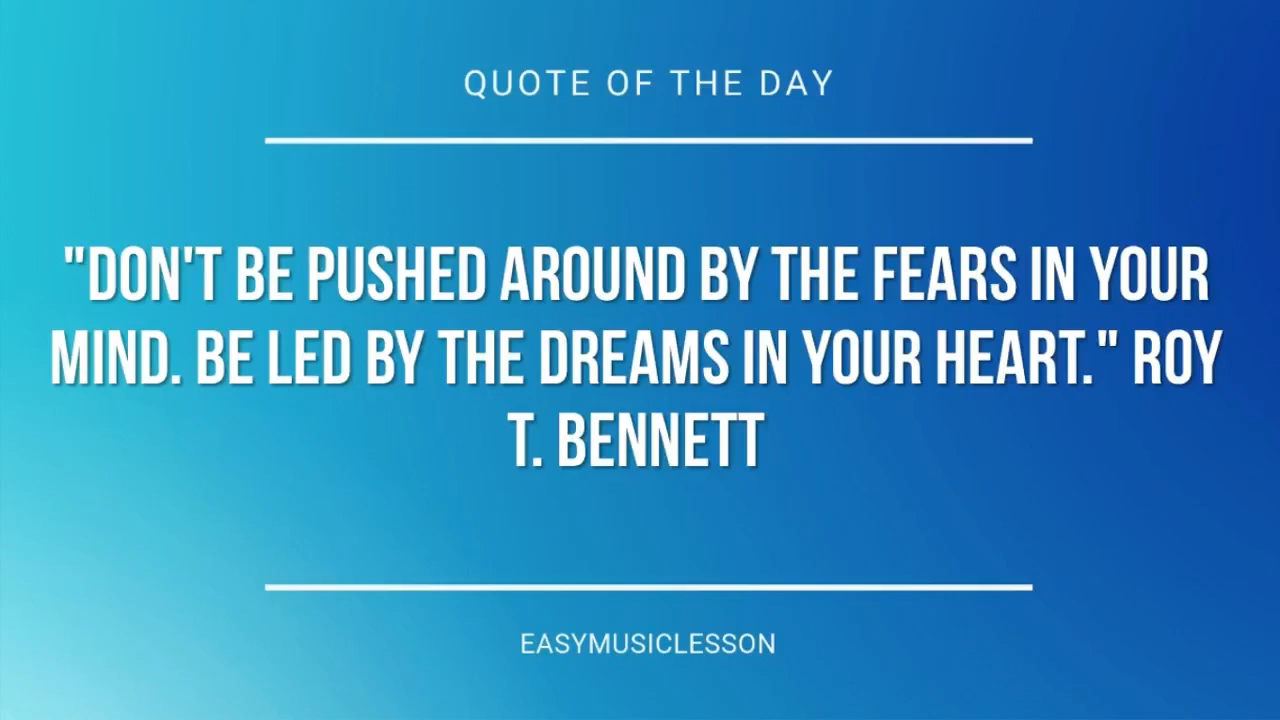 QUOTE OF THE DAY
"DON'T BE PUSHED AROUND BY THE FEARS IN YOUR
MIND. BE LED BY THE DREAMS IN YOUR HEART." ROY
T. BENNETT
EASYMUSICLESSON